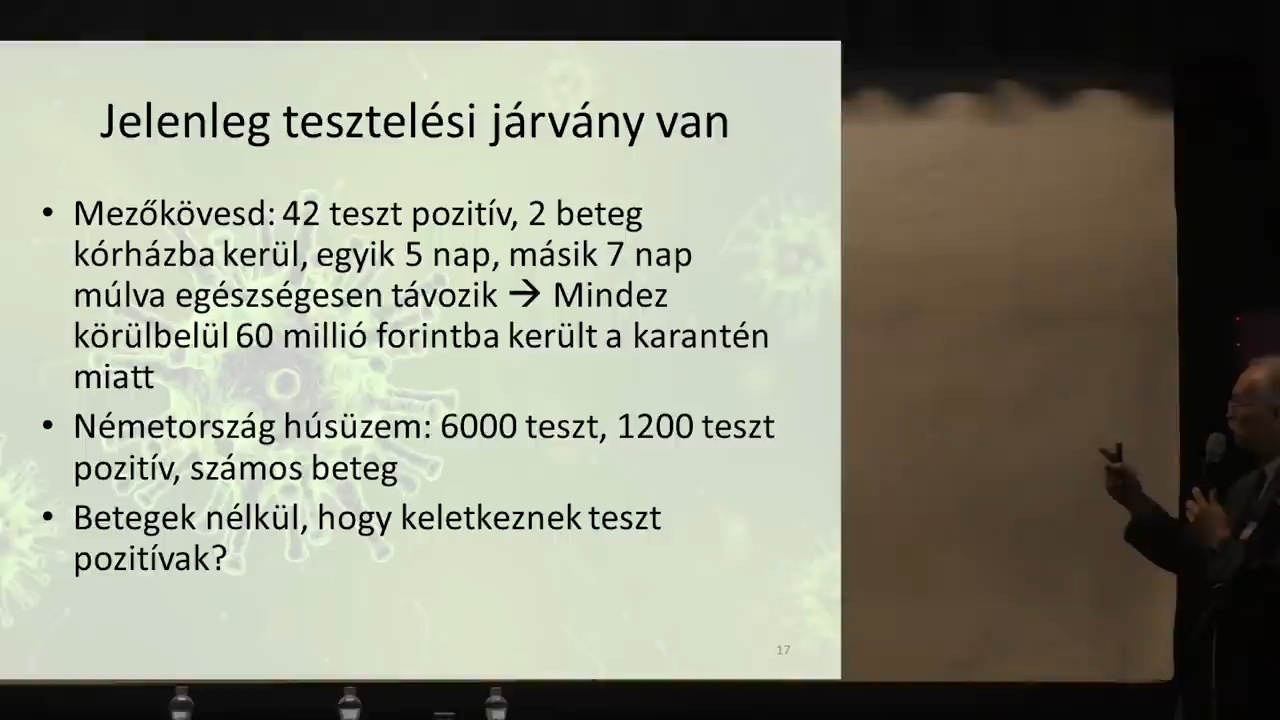 Jelenleg tesztelési járvány van
• Mezőkövesd: 42 teszt pozitív, 2 beteg
kórházba kerül, egyik 5 nap, másik 7 nap
múlva egészségesen távozik → Mindez
körülbelül 60 millió forintba került a karantén
miatt
• Németország húsüzem: 6000 teszt, 1200 teszt
pozitív, számos beteg
• Betegek nélkül, hogy keletkeznek teszt
pozitívak?
17